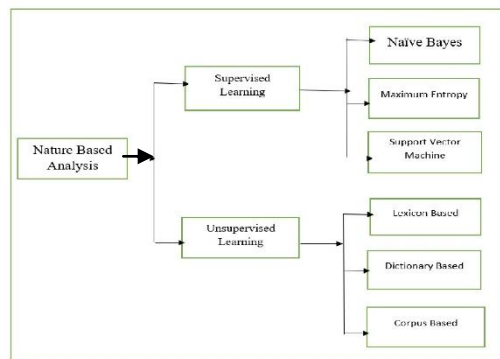 Naïve Bayes
Supervised
Learning
Maximum Entropy
Nature Based
Analysis
Support Vector
Machine
Unsupervised
Learning
Lexicon Based
Dictionary Based
Corpus Based